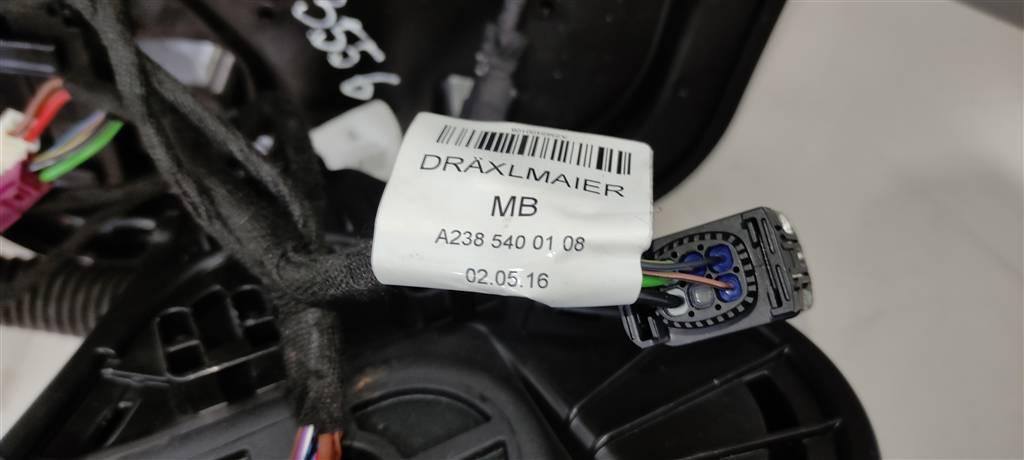 DRÄXLMAIER
MB
A238 540 01 08
02.05.16